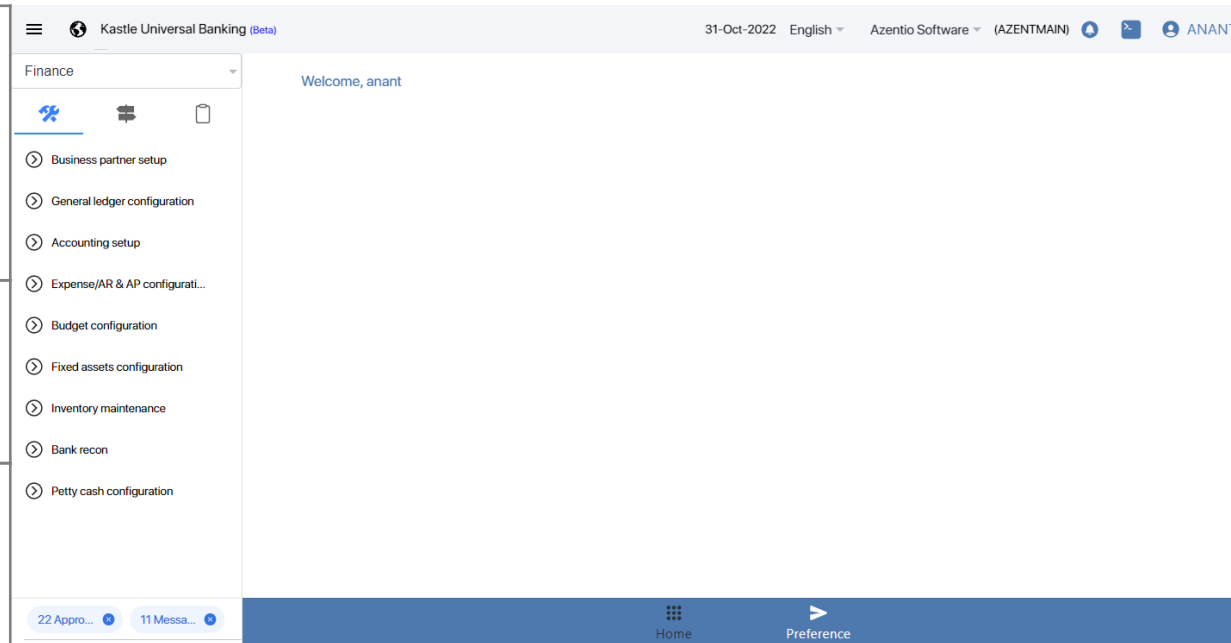 Kastle Universal Banking (Beta) 31-Oct-2022 English Azentio Software (AZENTMAIN) ANANT
Finance
Welcome, anant
Business partner setup
General ledger configuration
Accounting setup
Expense/AR & AP configurati...
Budget configuration
Fixed assets configuration
Inventory maintenance
Bank recon
Petty cash configuration
22 Appro... 11 Messa...
Home Preference